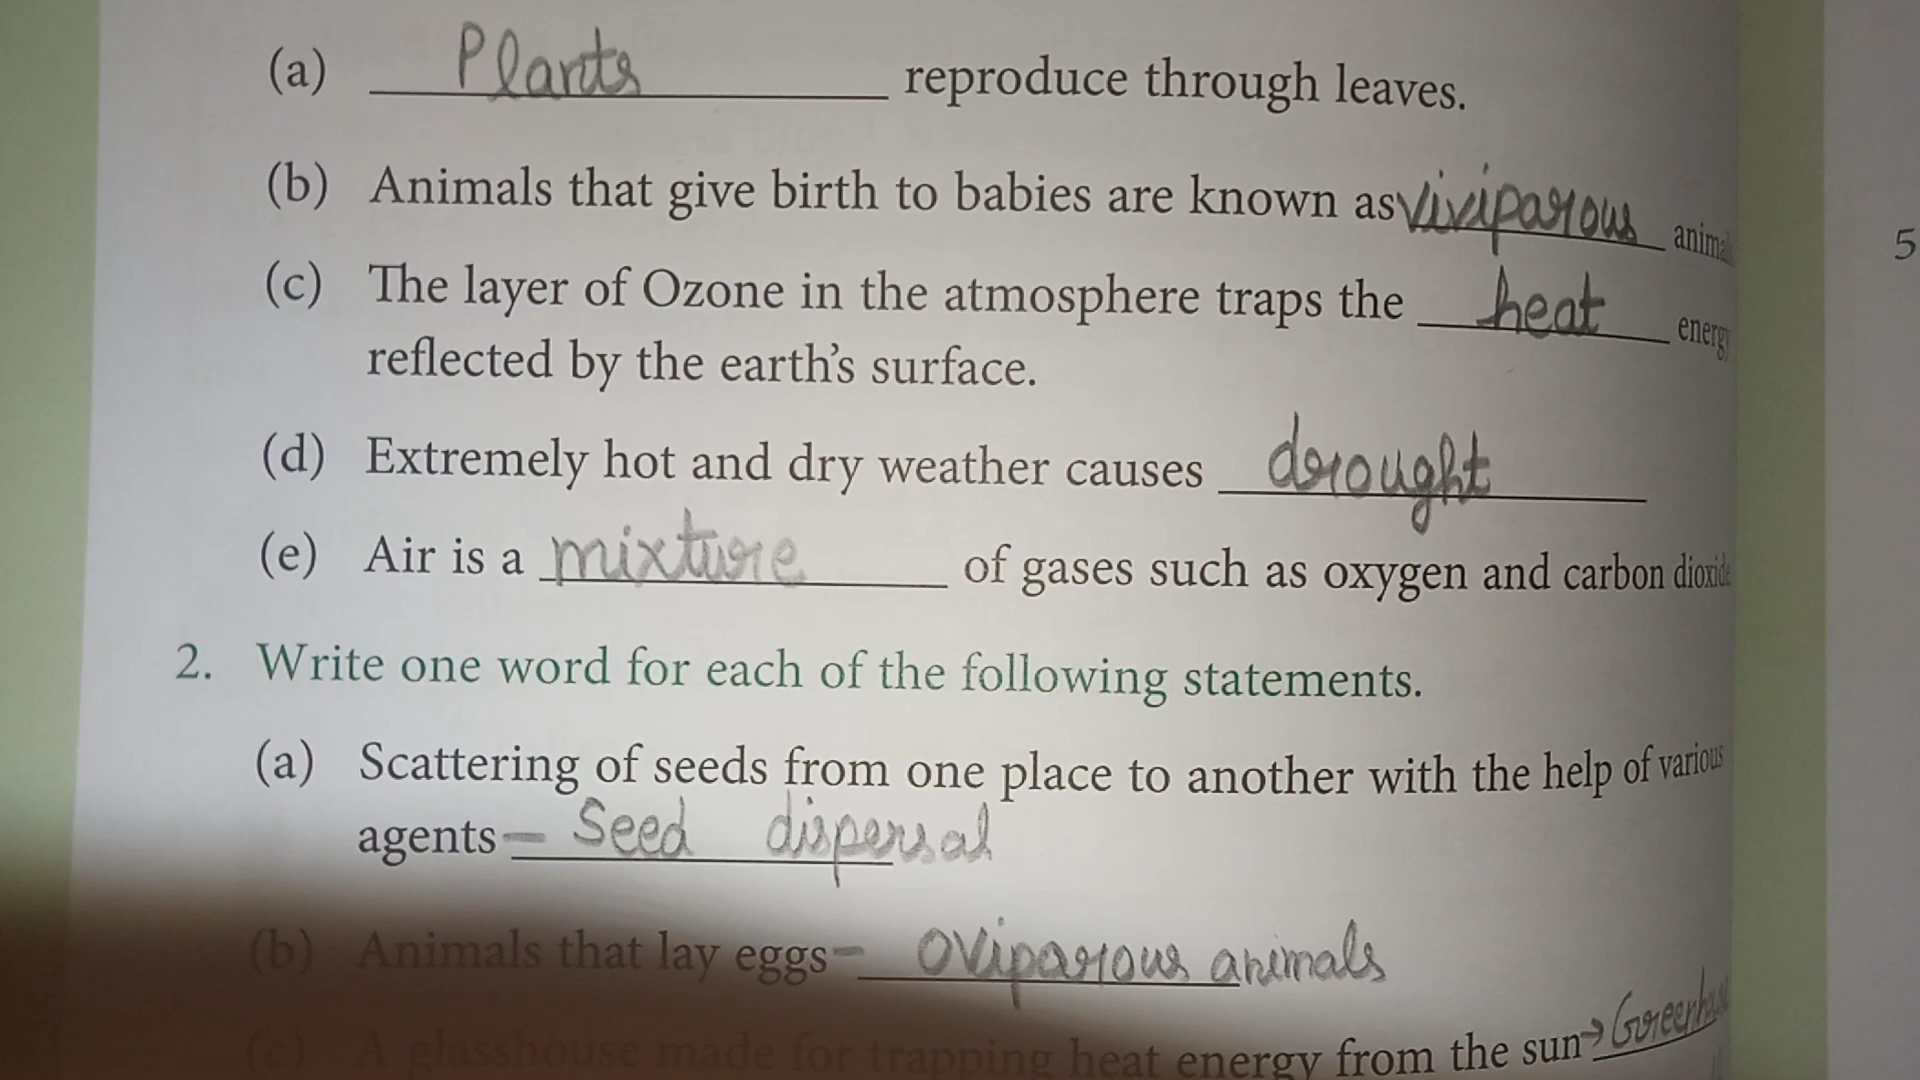 (a) Plants reproduce through leaves.
(b) Animals that give birth to babies are known as viviparous
(c) The layer of Ozone in the atmosphere traps the heat energy
reflected by the earth's surface.
(d) Extremely hot and dry weather causes drought
(e) Air is a mixture of gases such as oxygen and carbon dioxide
2. Write one word for each of the following statements.
(a) Scattering of seeds from one place to another with the help of various
agents - Seed dispersal
(b) Animals that lay eggs - oviparous animals
(c) A glasshouse made for trapping heat energy from the sun →
5